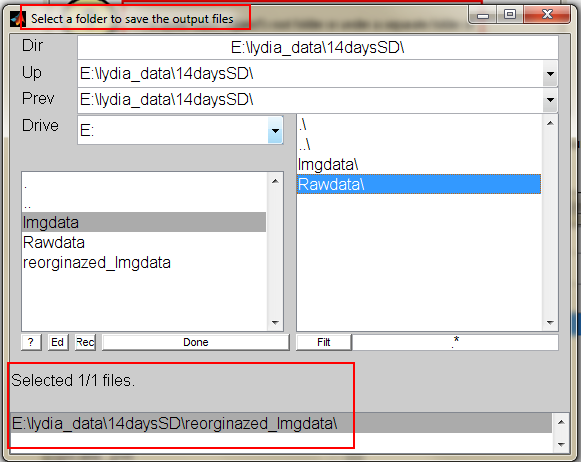 Select a folder to save the output files
Dir
E:\lydia_data\14daysSD\
Up
E:\lydia_data\14daysSD\
Prev
E:\lydia_data\14daysSD\
Drive
E:
.\
..\
Imgdata\
Rawdata\
.
..
Imgdata
Rawdata
reorginazed_Imgdata
? Ed Rec Done Filt .*
Selected 1/1 files.
E:\lydia_data\14daysSD\reorginazed_Imgdata\